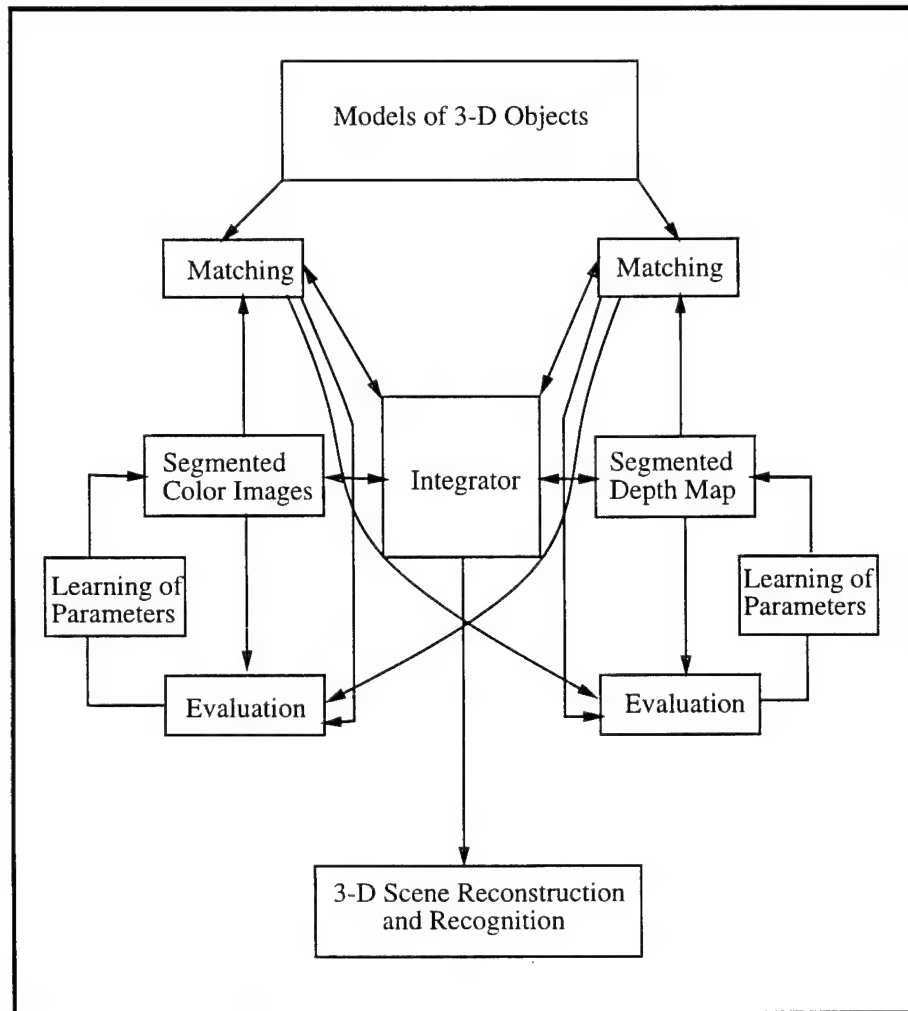 Models of 3-D Objects
Matching
Matching
Segmented
Color Images
Integrator
Segmented
Depth Map
Learning of
Parameters
Learning of
Parameters
Evaluation
Evaluation
3-D Scene Reconstruction
and Recognition